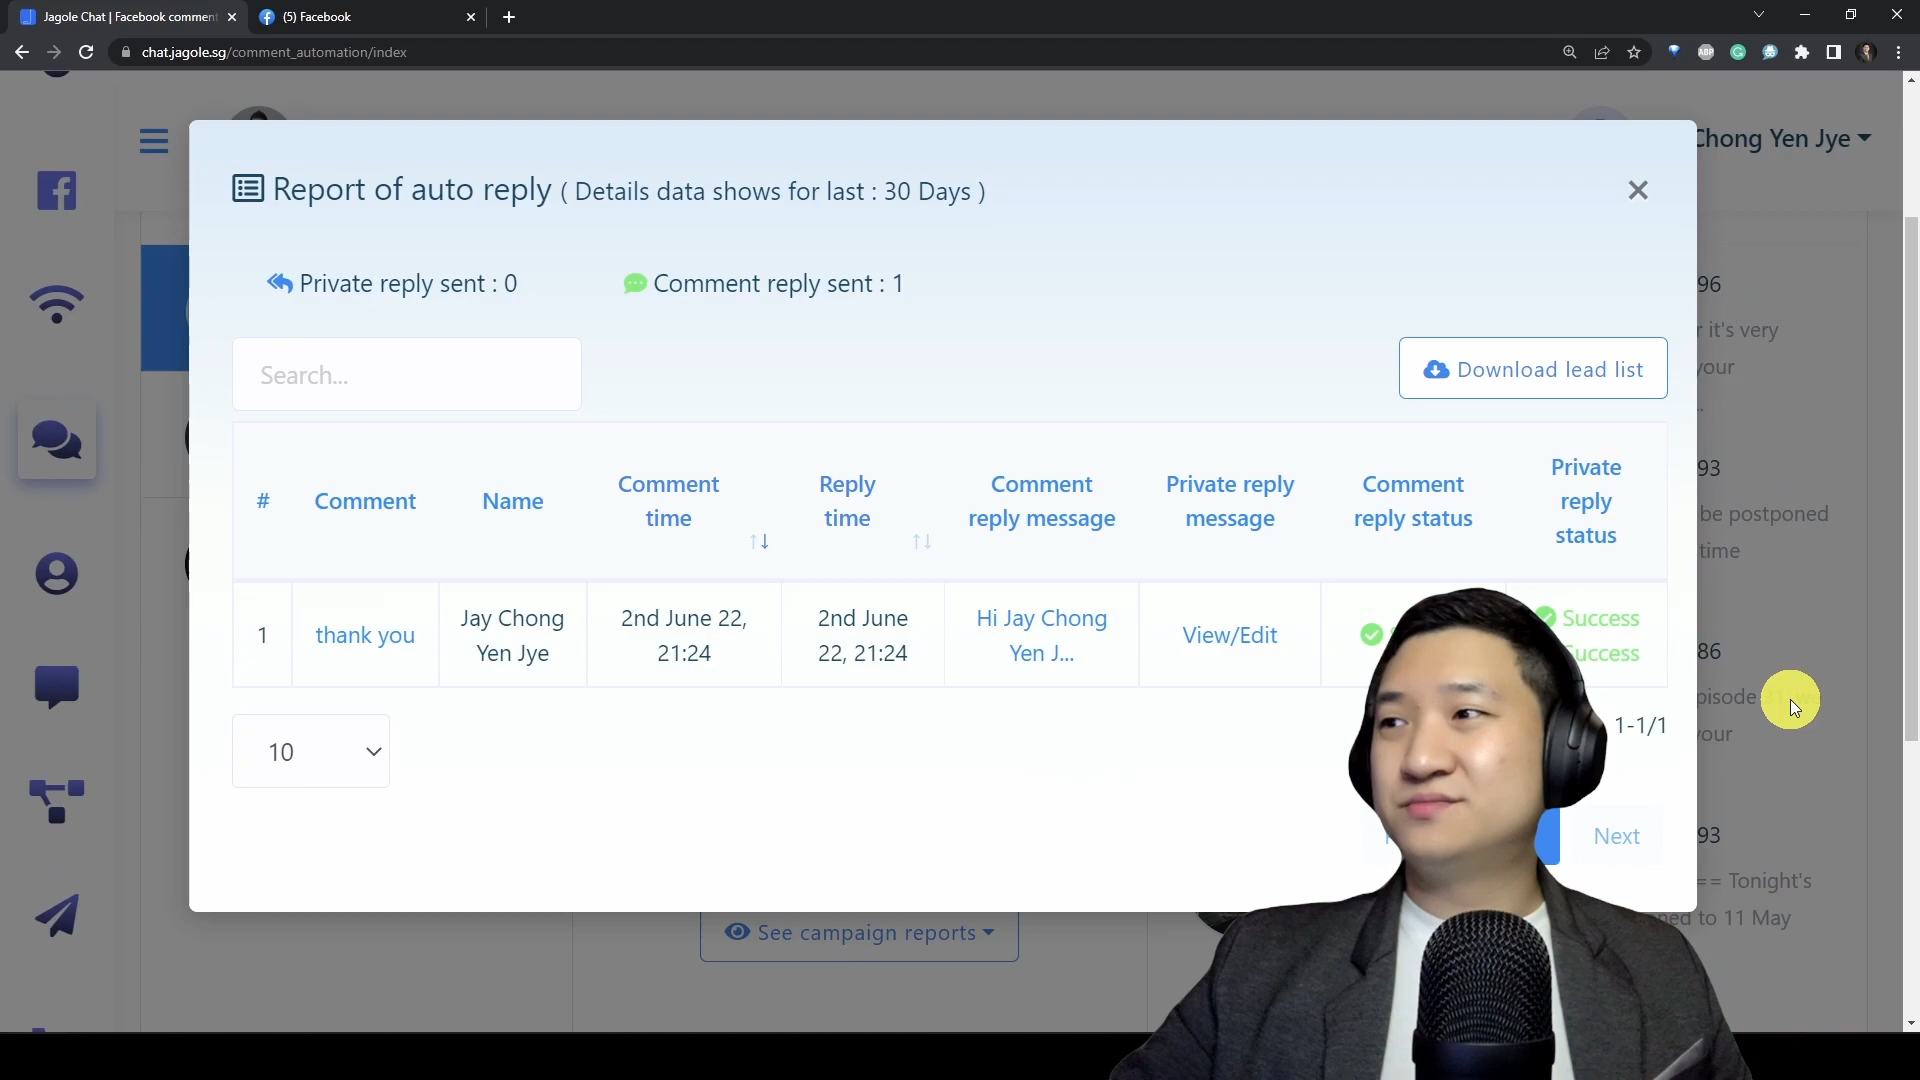 Jagole Chat | Facebook comment
(5) Facebook
chat.jagole.sg/comment_automation/index
ABP
Chong Yen Jye
Report of auto reply ( Details data shows for last : 30 Days )
Private reply sent : 0
Comment reply sent : 1
Search...
Download lead list
#
Comment
Name
Comment
time
Reply
time
Comment
reply message
Private reply
message
Comment
reply status
Private
reply
status
1
thank you
Jay Chong
Yen Jye
2nd June 22,
21:24
2nd June
22, 21:24
Hi Jay Chong
Yen J...
View/Edit
Success
10
1-1/1
Next
See campaign reports
96
it's very
93
be postponed
time
86
93
== Tonight's
to 11 May